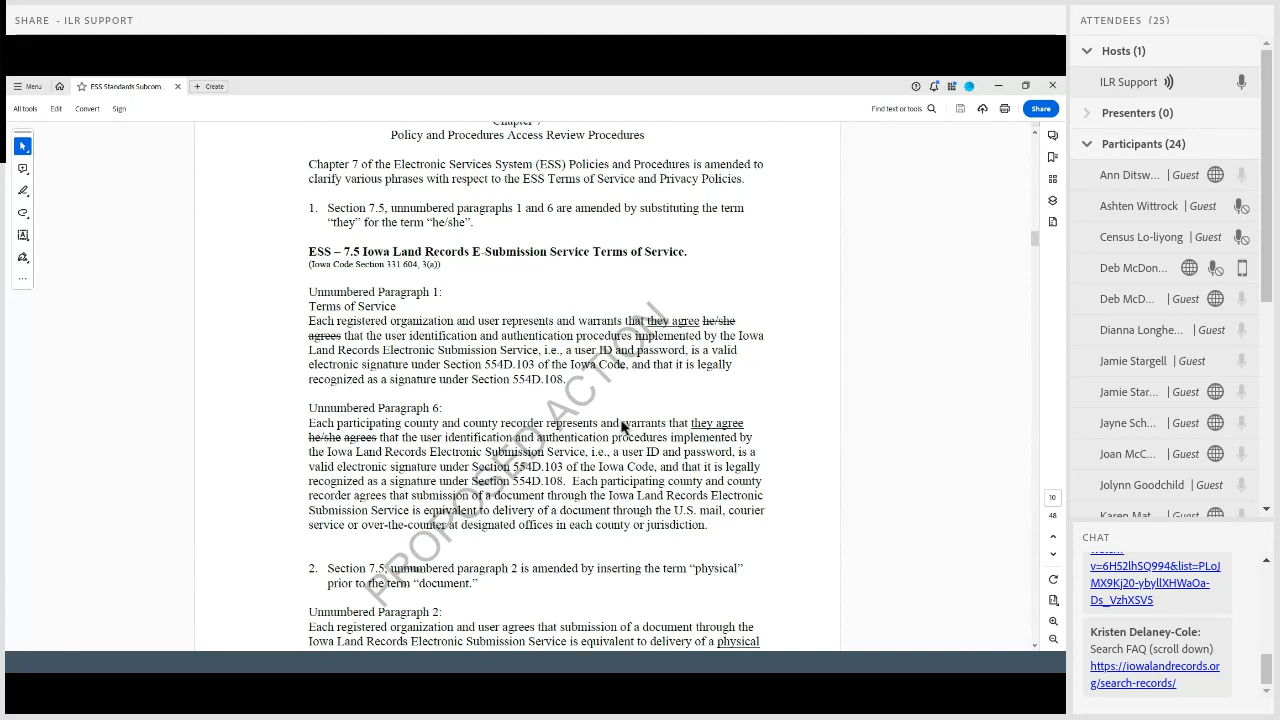 SHARE - ILR SUPPORT
Menu
ESS Standards Subcom...
Create
All tools
Edit
Convert
Sign
Find text or tools
Share
Chapter 7
Policy and Procedures Access Review Procedures
Chapter 7 of the Electronic Services System (ESS) Policies and Procedures is amended to
clarify various phrases with respect to the ESS Terms of Service and Privacy Policies.
1. Section 7.5, unnumbered paragraphs 1 and 6 are amended by substituting the term
“they” for the term “he/she”.
ESS – 7.5 Iowa Land Records E-Submission Service Terms of Service.
(Iowa Code Section 331.604, 3(a))
Unnumbered Paragraph 1:
Terms of Service
Each registered organization and user represents and warrants that they agree he/she
agrees that the user identification and authentication procedures implemented by the Iowa
Land Records Electronic Submission Service, i.e., a user ID and password, is a valid
electronic signature under Section 554D.103 of the Iowa Code, and that it is legally
recognized as a signature under Section 554D.108.
Unnumbered Paragraph 6:
Each participating county and county recorder represents and warrants that they agree
he/she agrees that the user identification and authentication procedures implemented by
the Iowa Land Records Electronic Submission Service, i.e., a user ID and password, is a
valid electronic signature under Section 554D.103 of the Iowa Code, and that it is legally
recognized as a signature under Section 554D.108. Each participating county and county
recorder agrees that submission of a document through the Iowa Land Records Electronic
Submission Service is equivalent to delivery of a document through the U.S. mail, courier
service or over-the-counter at designated offices in each county or jurisdiction.
2. Section 7.5, unnumbered paragraph 2 is amended by inserting the term “physical”
prior to the term “document.”
Unnumbered Paragraph 2:
Each registered organization and user agrees that submission of a document through the
Iowa Land Records Electronic Submission Service is equivalent to delivery of a physical
PROPOSED ACTION
10
48
ATTENDEES (25)
Hosts (1)
ILR Support
Presenters (0)
Participants (24)
Ann Ditsw... | Guest
Ashten Wittrock | Guest
Census Lo-liyong | Guest
Deb McDon...
Deb McD... | Guest
Dianna Longhe... | Guest
Jamie Stargell | Guest
Jamie Star... | Guest
Jayne Sch... | Guest
Joan McC... | Guest
Jolynn Goodchild | Guest
Karen Mat... | Guest
CHAT
v=6H52lhSQ994&list=PLoJ
MX9Kj20-ybyllXHWaOa-
Ds_VzhXSV5
Kristen Delaney-Cole:
Search FAQ (scroll down)
https://iowalandrecords.or
g/search-records/